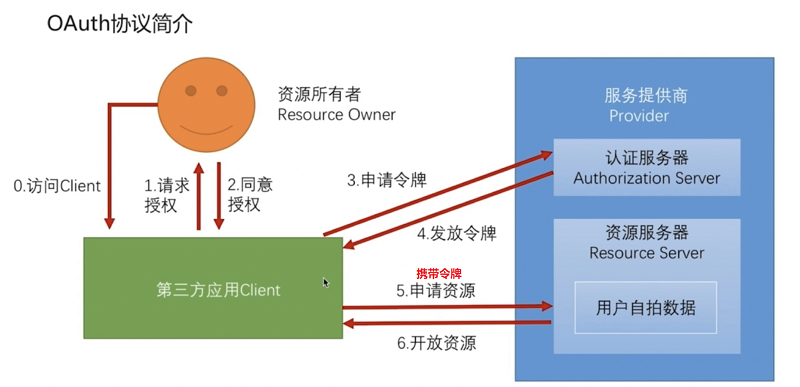 OAuth协议简介
资源所有者
Resource Owner
服务提供商
Provider
认证服务器
Authorization Server
0.访问Client
1.请求
授权
2.同意
授权
3.申请令牌
4.发放令牌
资源服务器
Resource Server
第三方应用Client
携带令牌
5.申请资源
用户自拍数据
6.开放资源